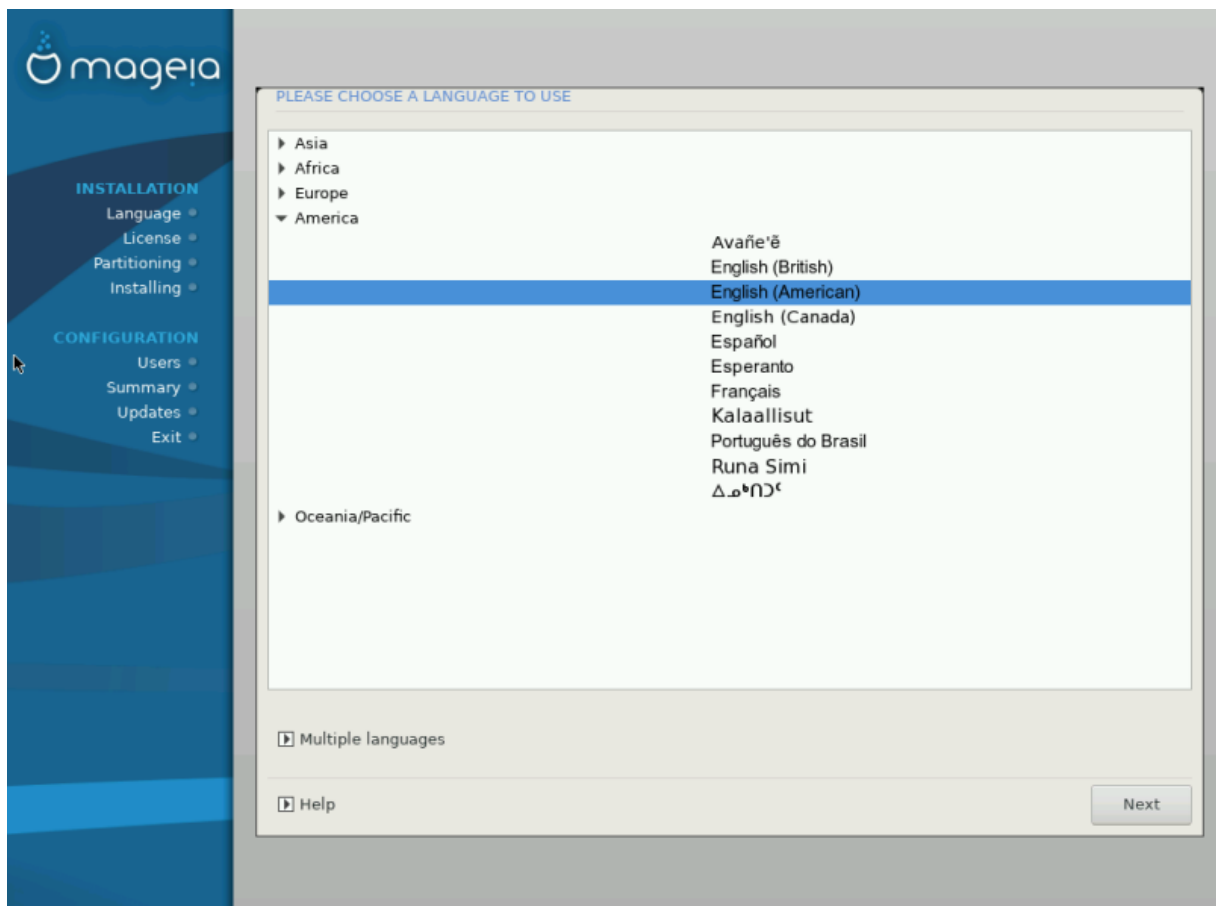 mageia
INSTALLATION
Language
License
Partitioning
Installing
CONFIGURATION
Users
Summary
Updates
Exit
PLEASE CHOOSE A LANGUAGE TO USE
Asia
Africa
Europe
America
Avañe'ẽ
English (British)
English (American)
English (Canada)
Español
Esperanto
Français
Kalaallisut
Português do Brasil
Runa Simi
ᐃᓄᒃᑎᑐᑦ
Oceania/Pacific
Multiple languages
Help
Next